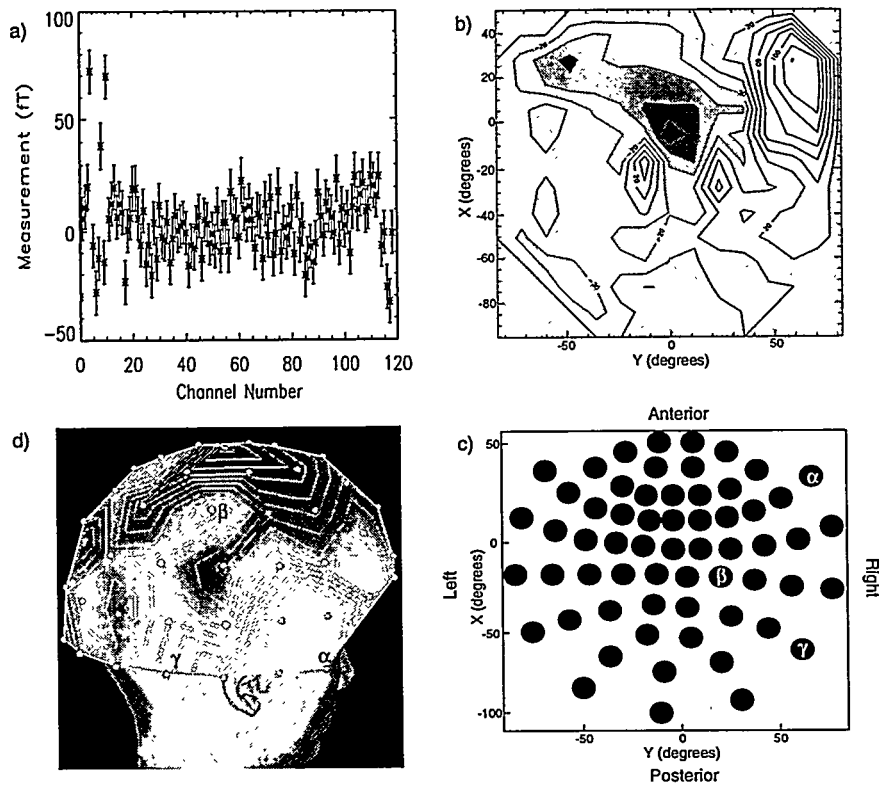 a)
100
50
0
-50
Measurement (fT)
0 20 40 60 80 100 120
Channel Number
b)
40
20
0
-20
-40
-60
-80
X (degrees)
-50 0 50
Y (degrees)
d)
9β
γ
α
c)
Anterior
50
0
-50
-100
X (degrees)
Left
Right
α
β
γ
-50 0 50
Y (degrees)
Posterior